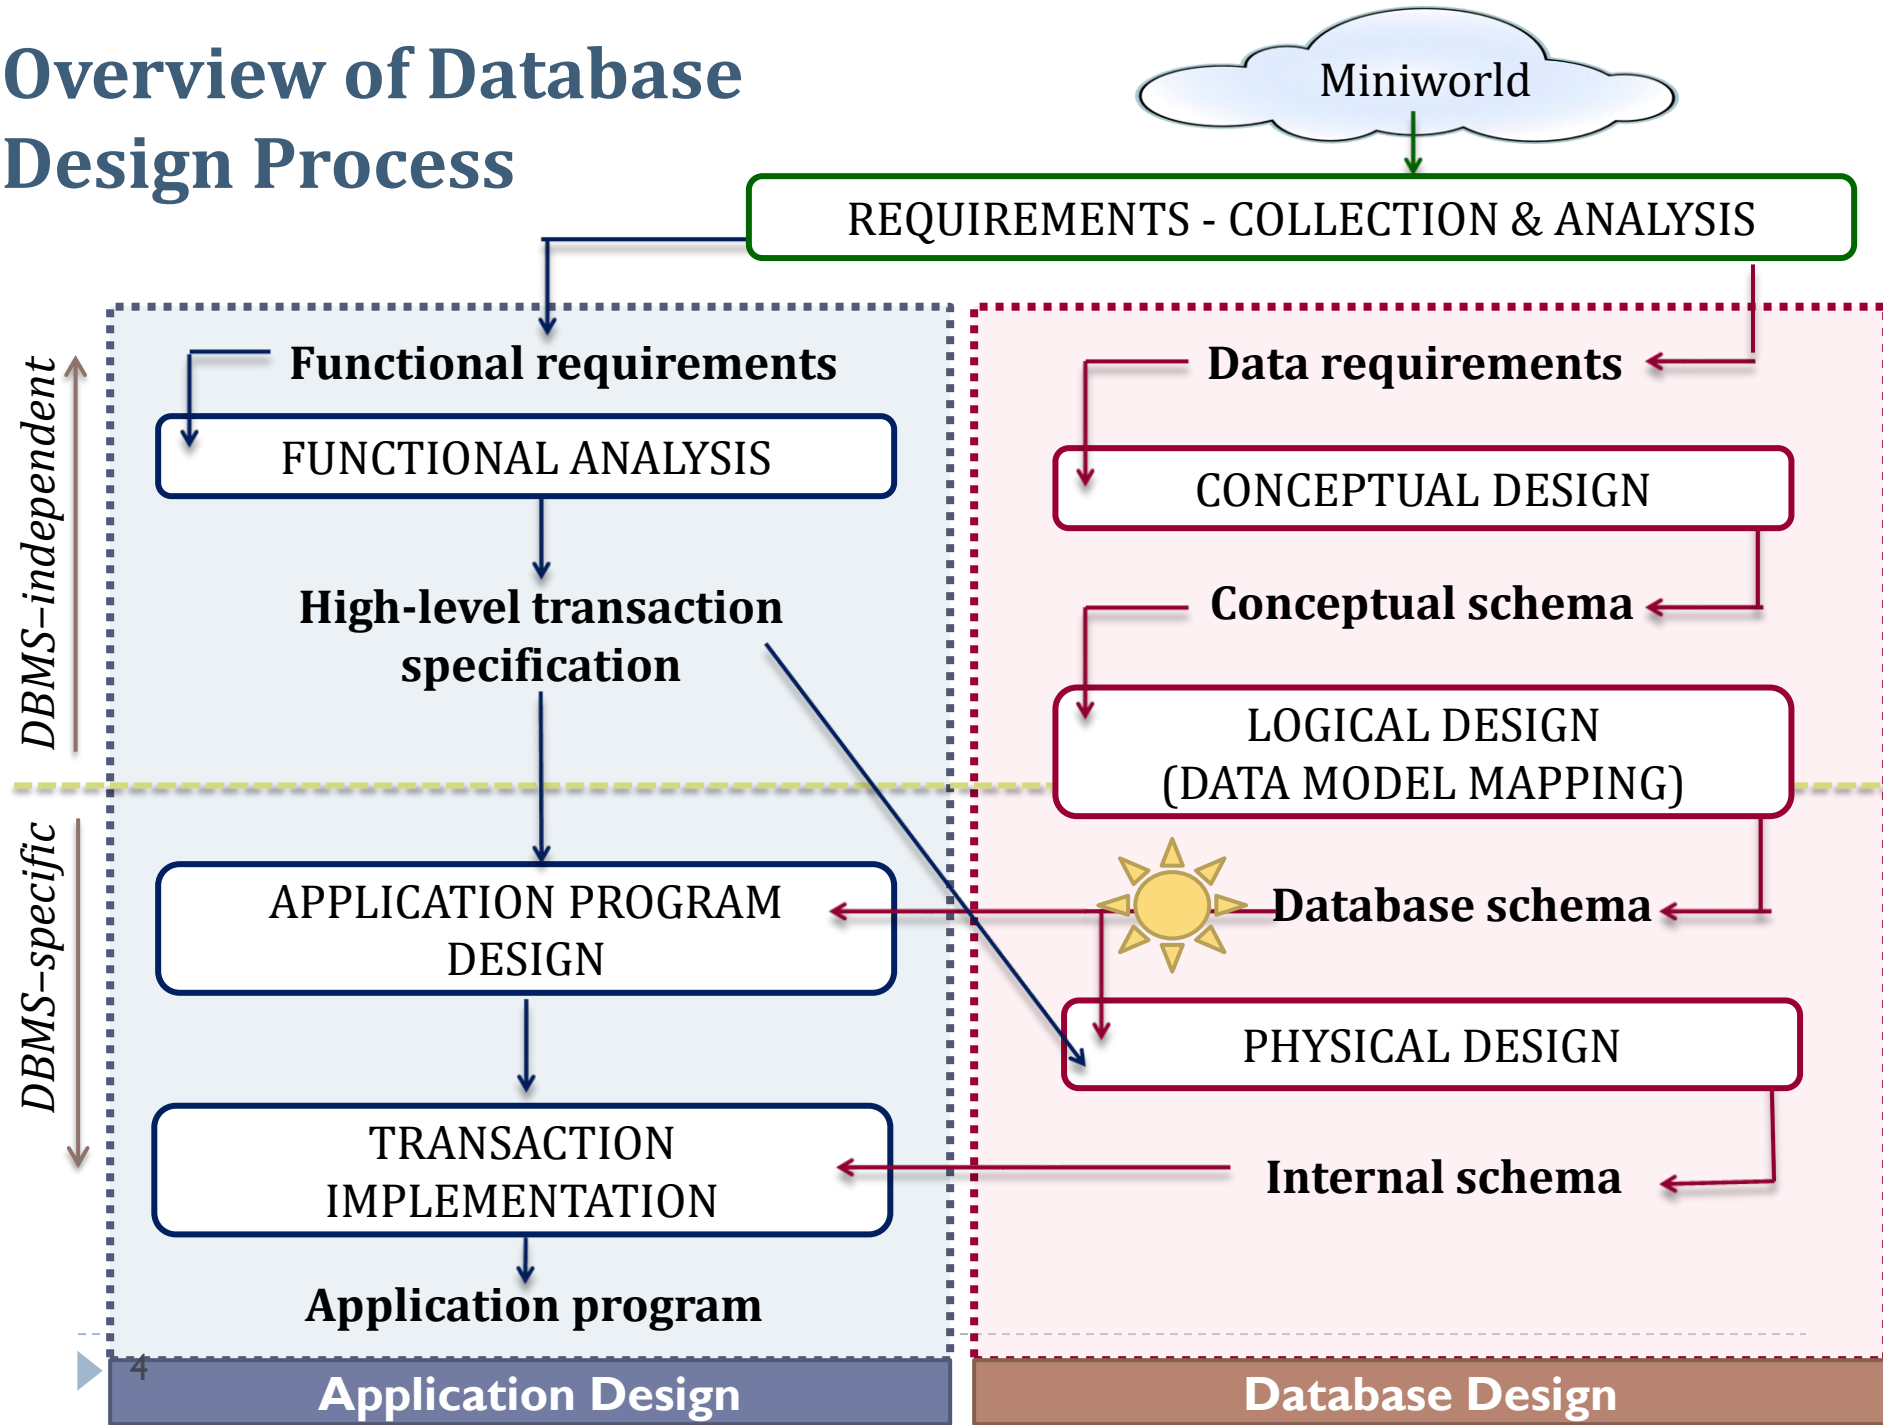 Overview of Database
Design Process
Miniworld
REQUIREMENTS - COLLECTION & ANALYSIS
DBMS–independent
Functional requirements
FUNCTIONAL ANALYSIS
High-level transaction
specification
Data requirements
CONCEPTUAL DESIGN
Conceptual schema
LOGICAL DESIGN
(DATA MODEL MAPPING)
DBMS–specific
APPLICATION PROGRAM
DESIGN
TRANSACTION
IMPLEMENTATION
Application program
Database schema
PHYSICAL DESIGN
Internal schema
4
Application Design
Database Design